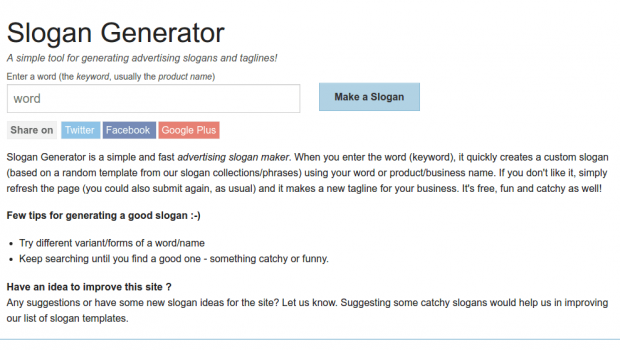 Slogan Generator
A simple tool for generating advertising slogans and taglines!
Enter a word (the keyword, usually the product name)
word
Make a Slogan
Share on Twitter Facebook Google Plus
Slogan Generator is a simple and fast advertising slogan maker. When you enter the word (keyword), it quickly creates a custom slogan
(based on a random template from our slogan collections/phrases) using your word or product/business name. If you don't like it, simply
refresh the page (you could also submit again, as usual) and it makes a new tagline for your business. It's free, fun and catchy as well!
Few tips for generating a good slogan :-)
Try different variant/forms of a word/name
Keep searching until you find a good one - something catchy or funny.
Have an idea to improve this site ?
Any suggestions or have some new slogan ideas for the site? Let us know. Suggesting some catchy slogans would help us in improving
our list of slogan templates.